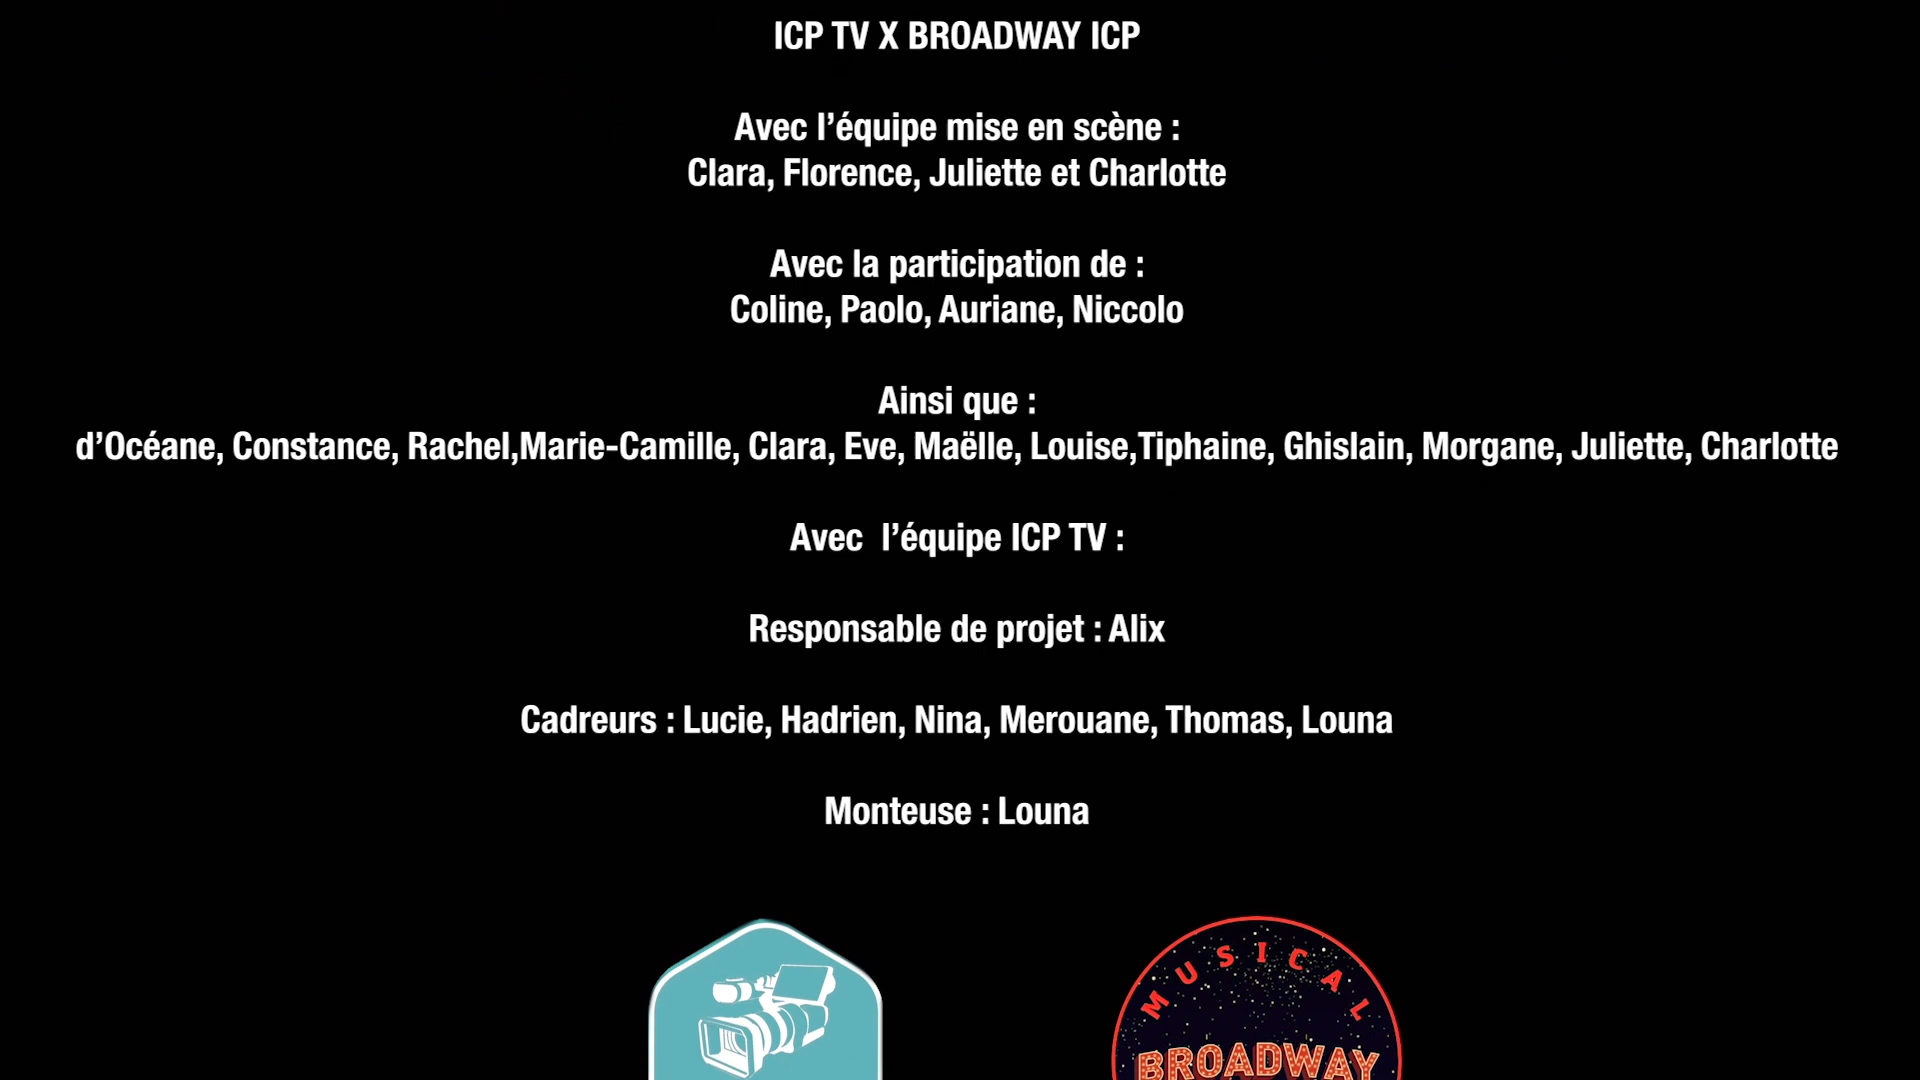 ICP TV X BROADWAY ICP
Avec l’équipe mise en scène :
Clara, Florence, Juliette et Charlotte
Avec la participation de :
Coline, Paolo, Auriane, Niccolo
Ainsi que :
d’Océane, Constance, Rachel,Marie-Camille, Clara, Eve, Maëlle, Louise,Tiphaine, Ghislain, Morgane, Juliette, Charlotte
Avec  l’équipe ICP TV :
Responsable de projet : Alix
Cadreurs : Lucie, Hadrien, Nina, Merouane, Thomas, Louna
Monteuse : Louna
MUSICAL
BROADWAY